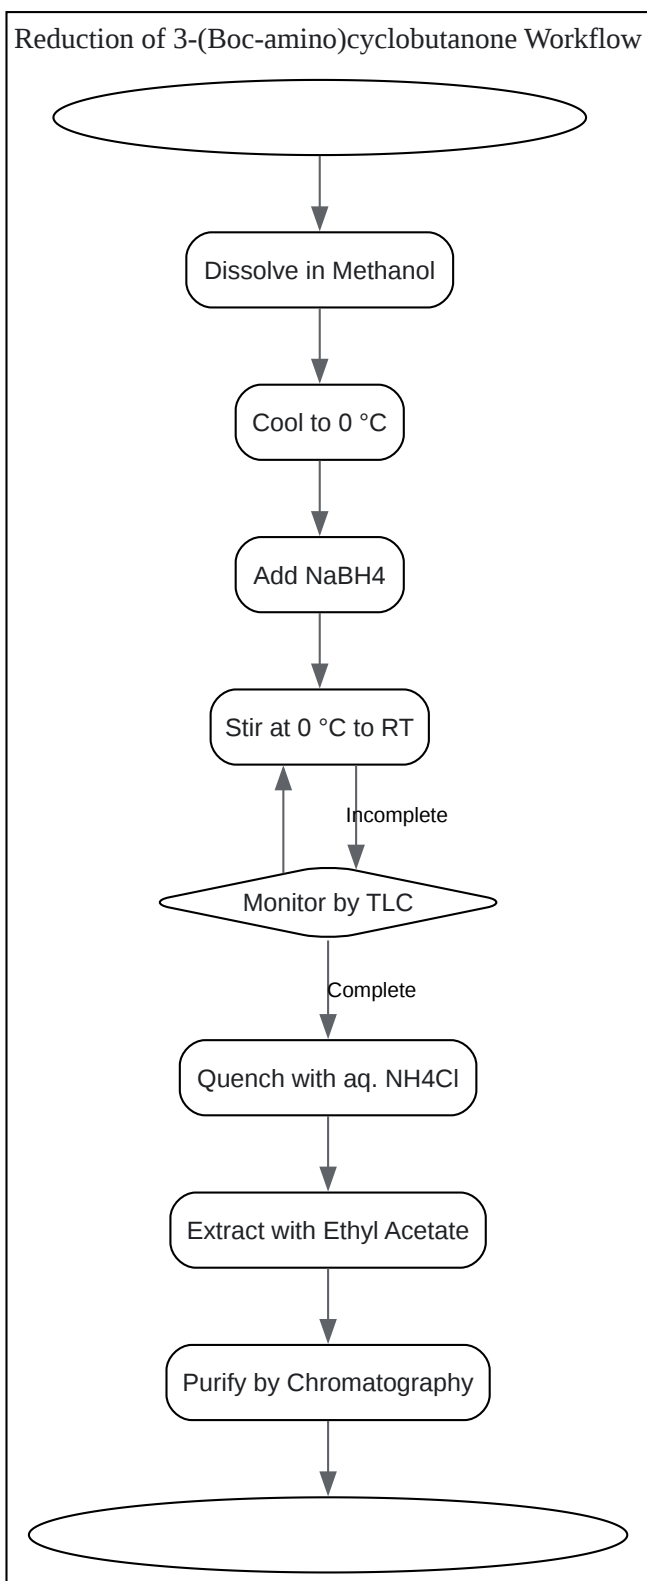 Reduction of 3-(Boc-amino)cyclobutanone Workflow
Dissolve in Methanol
Cool to 0 °C
Add NaBH4
Stir at 0 °C to RT
Incomplete
Monitor by TLC
Complete
Quench with aq. NH4Cl
Extract with Ethyl Acetate
Purify by Chromatography